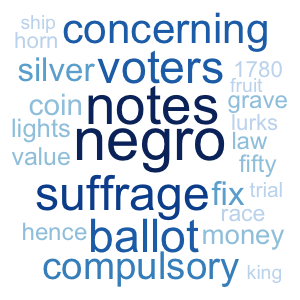 ship
concerning
horn
silver voters 1780
fruit
coin notes grave
lights lurks
negro law
value fifty
suffrage fix trial
race
hence ballot money
compulsory king